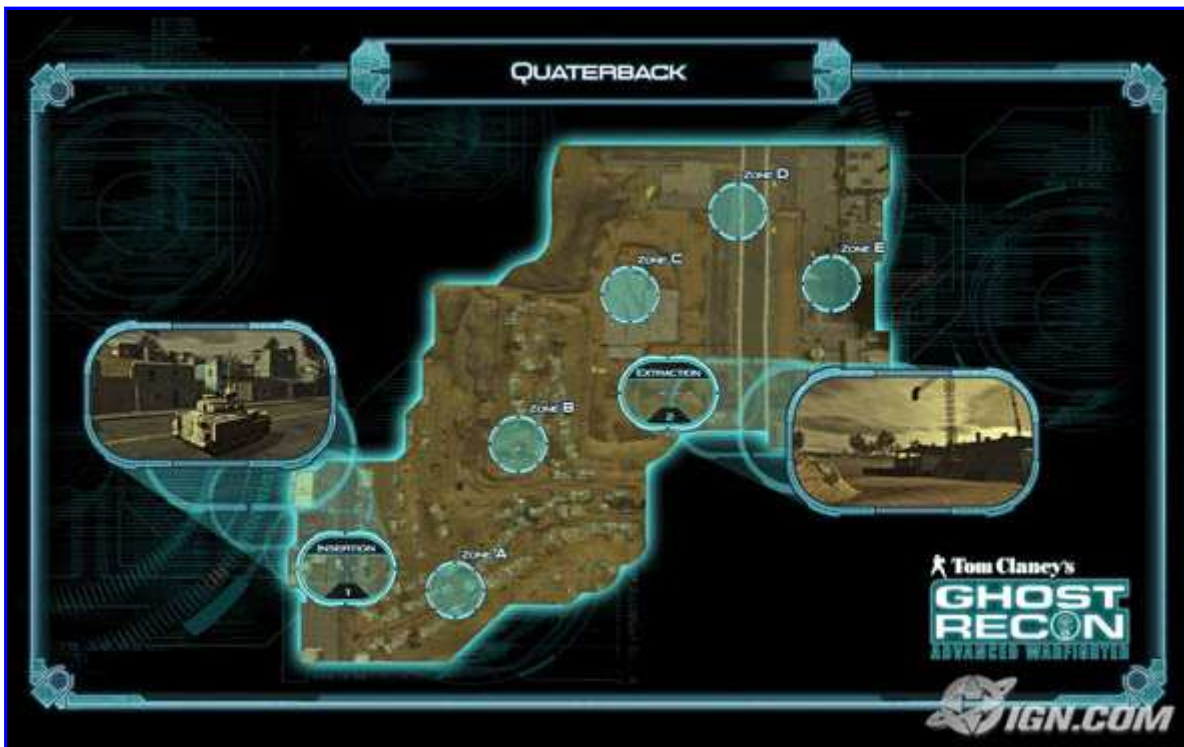 QUATERBACK
ZONE D
ZONE E
ZONE C
EXTRACTION
2
ZONE B
INSERTION
1
ZONE A
Tom Clancy's
GHOST
RECON
ADVANCED WARFIGHTER
IGN.COM